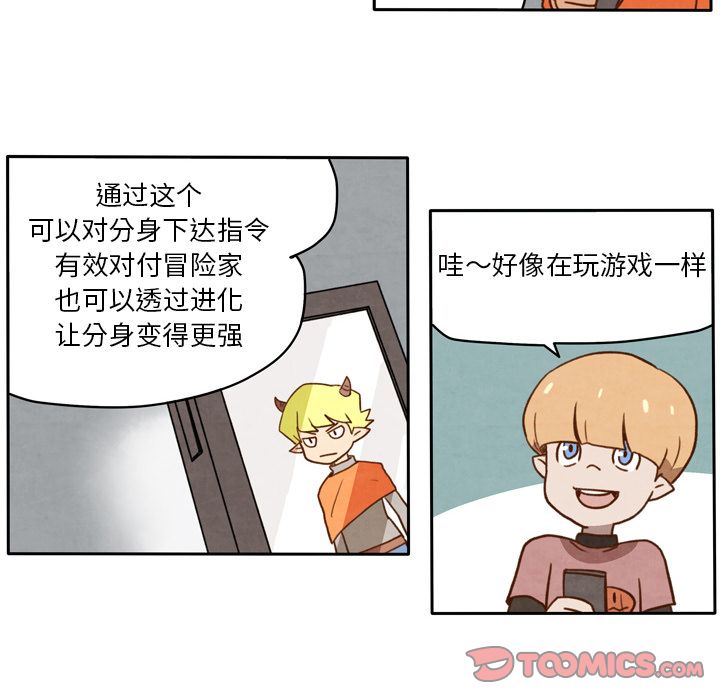 通过这个
可以对分身下达指令
有效对付冒险家
也可以透过进化
让分身变得更强
哇～好像在玩游戏一样
TOOMICS.COM